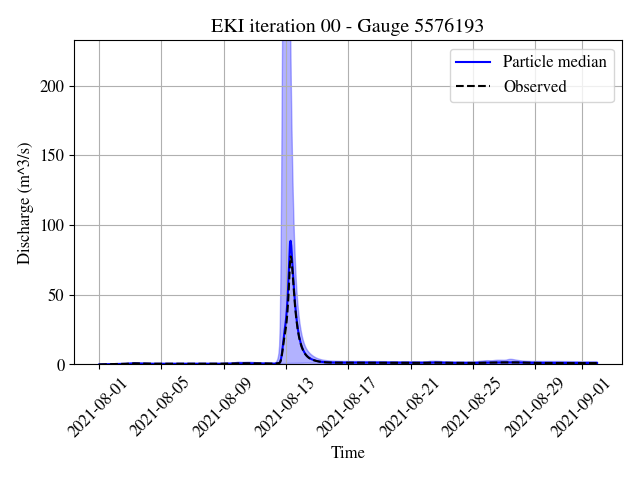 EKI iteration 00 - Gauge 5576193
Particle median
Observed
Discharge (m^3/s)
200
150
100
50
0
2021-08-01
2021-08-05
2021-08-09
2021-08-13
2021-08-17
2021-08-21
2021-08-25
2021-08-29
2021-09-01
Time